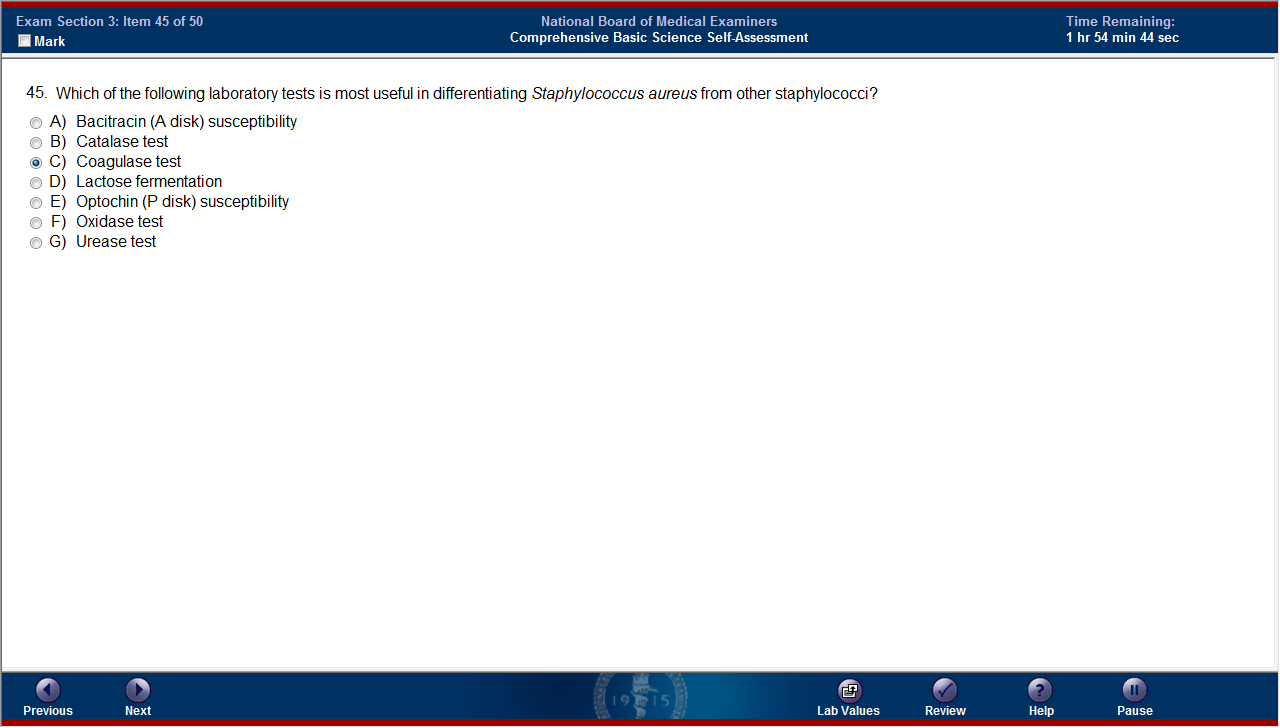 Exam Section 3: Item 45 of 50
National Board of Medical Examiners
Time Remaining:
Mark
Comprehensive Basic Science Self-Assessment
1 hr 54 min 44 sec
45. Which of the following laboratory tests is most useful in differentiating Staphylococcus aureus from other staphylococci?
A) Bacitracin (A disk) susceptibility
B) Catalase test
C) Coagulase test
D) Lactose fermentation
E) Optochin (P disk) susceptibility
F) Oxidase test
G) Urease test
1915
Previous
Next
Lab Values
Review
Help
Pause